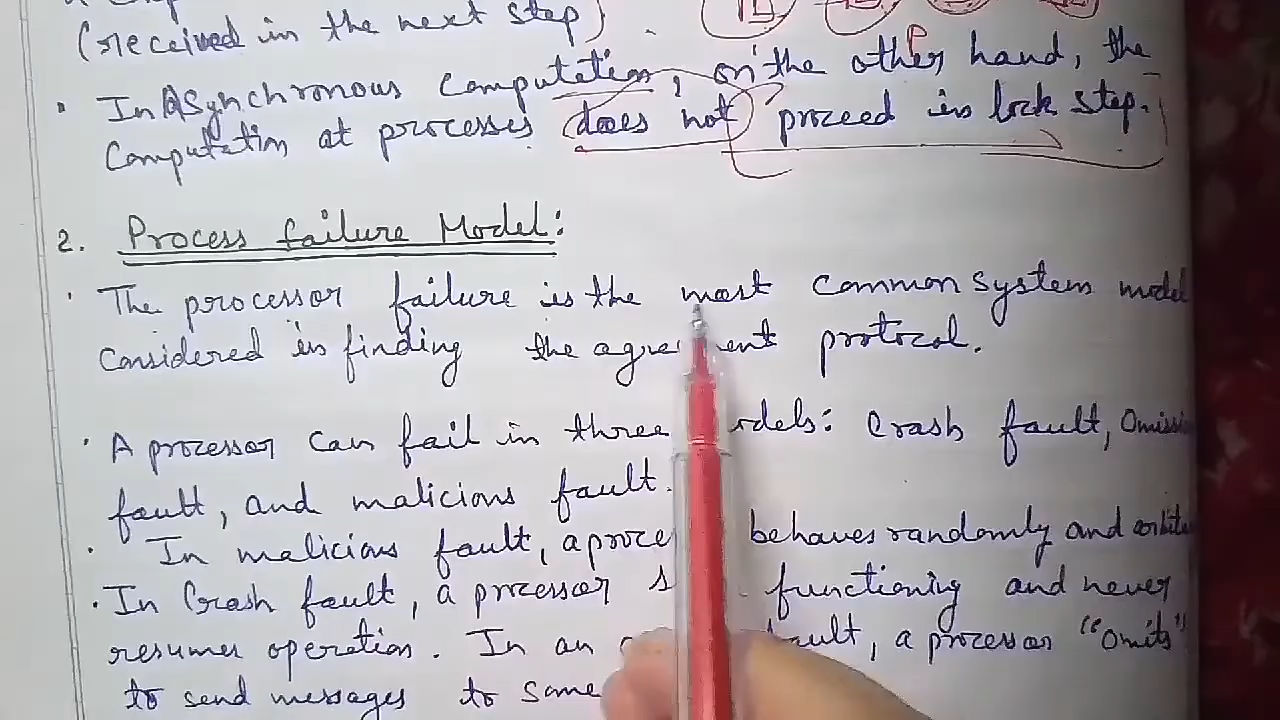 (received in the next step).
• In ASynchronous computation, on the other hand, the
Computation at processes (does not) proceed in lock step.
2. Process failure Model:
• The processor failure is the most common system model
Considered in finding the agreement protocol.
• A processor can fail in three models: Crash fault, Omissi
fault, and malicious fault.
• In malicious fault, a proce behaves randomly and
• In Crash fault, a processor s functioning and never
resumes operation. In an fault, a processor "Omits"
to send messages to some